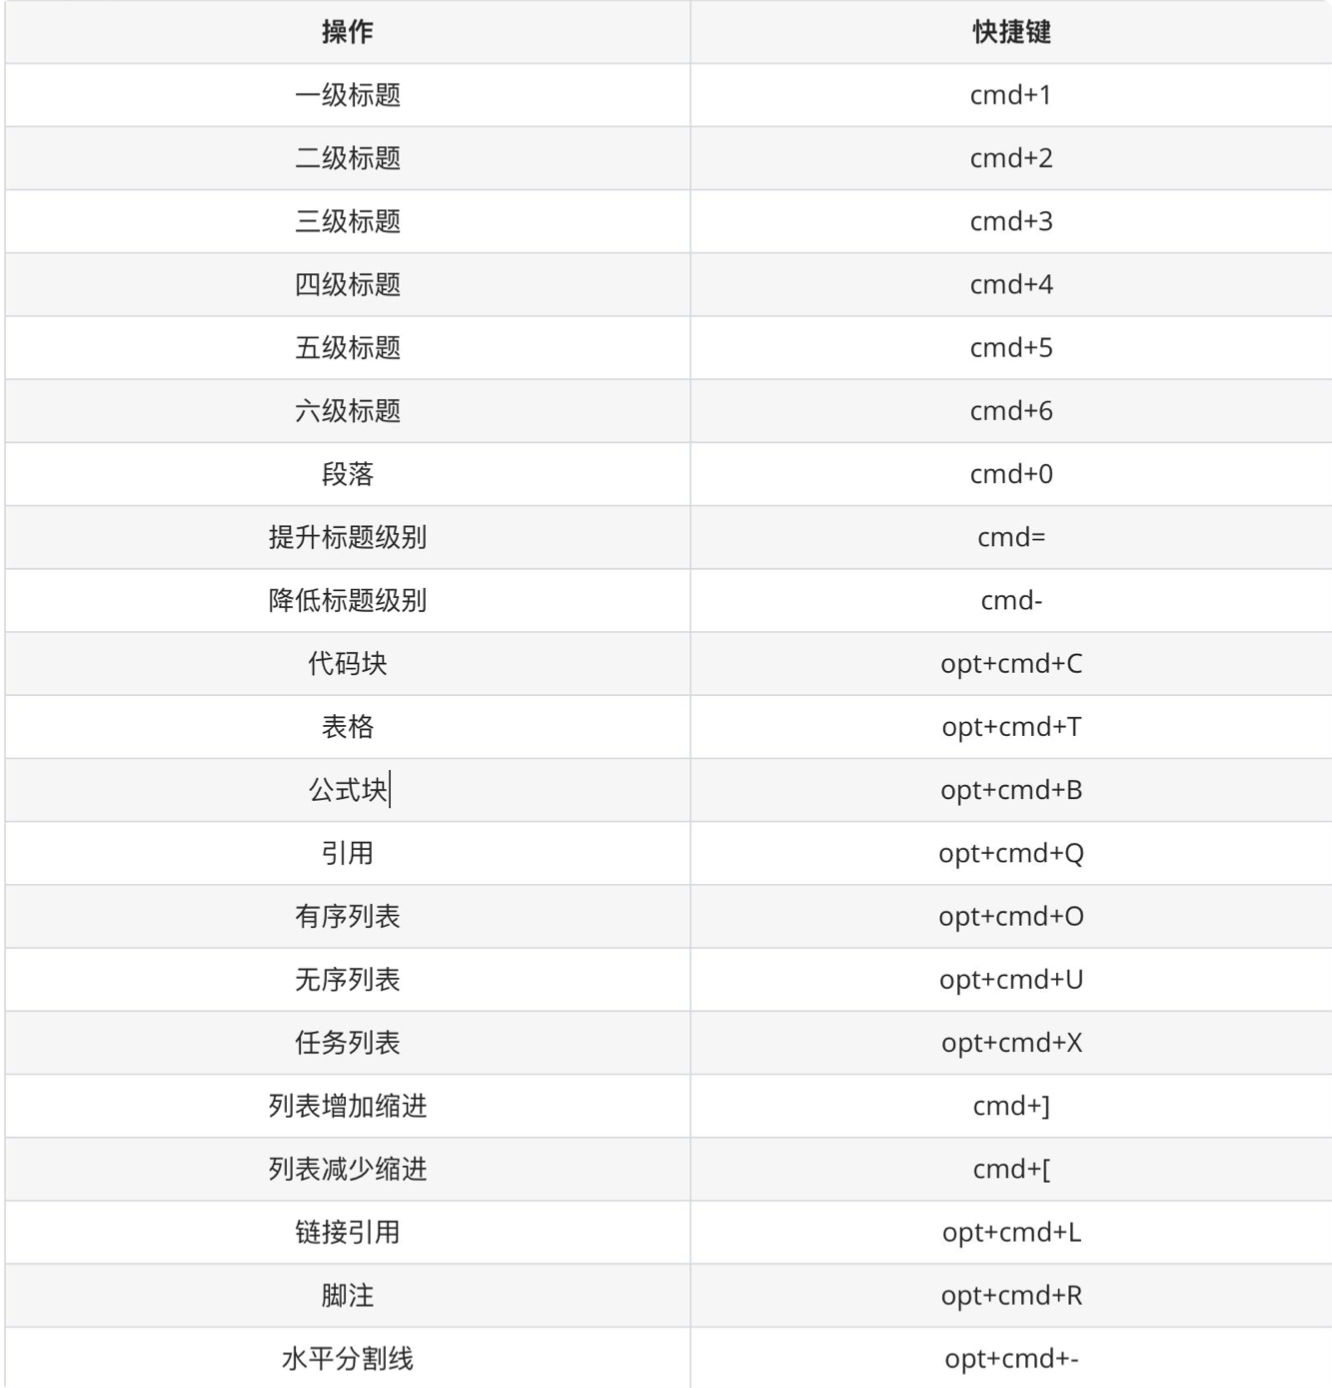 操作 快捷键
一级标题 cmd+1
二级标题 cmd+2
三级标题 cmd+3
四级标题 cmd+4
五级标题 cmd+5
六级标题 cmd+6
段落 cmd+0
提升标题级别 cmd=
降低标题级别 cmd-
代码块 opt+cmd+C
表格 opt+cmd+T
公式块 opt+cmd+B
引用 opt+cmd+Q
有序列表 opt+cmd+O
无序列表 opt+cmd+U
任务列表 opt+cmd+X
列表增加缩进 cmd+]
列表减少缩进 cmd+[
链接引用 opt+cmd+L
脚注 opt+cmd+R
水平分割线 opt+cmd+-